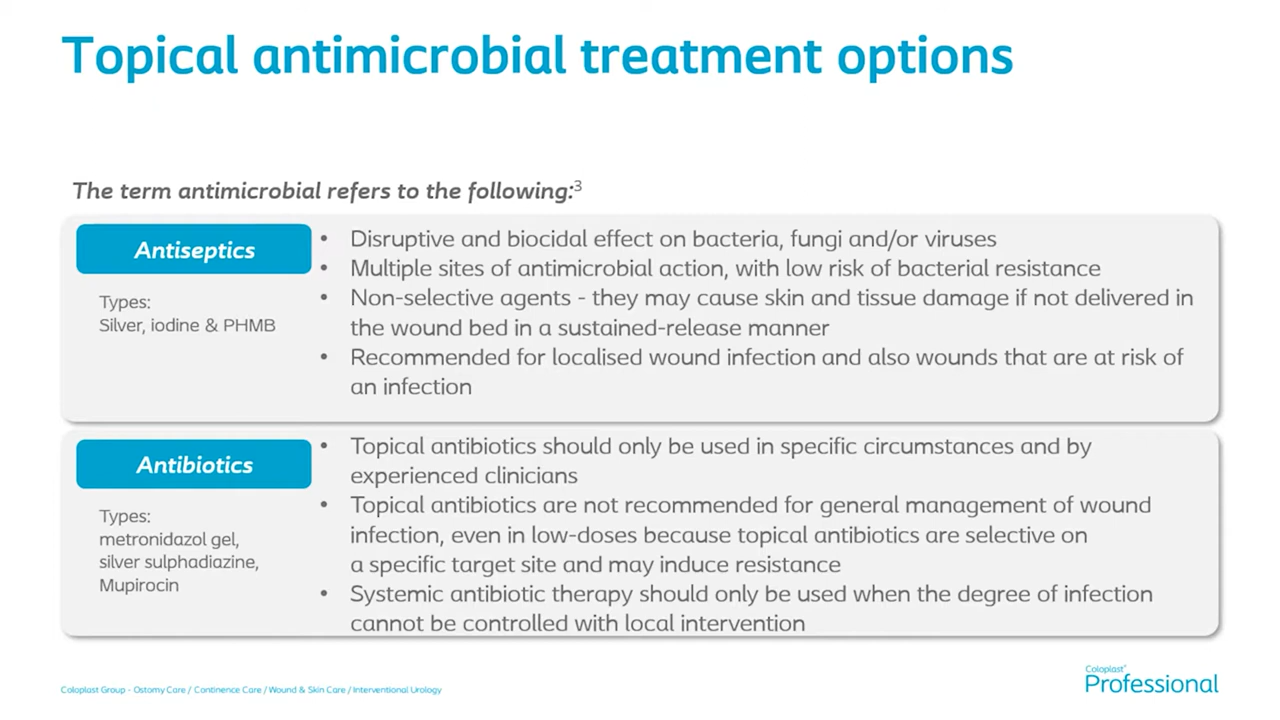 Topical antimicrobial treatment options
The term antimicrobial refers to the following:3
Antiseptics
Types:
Silver, iodine & PHMB
• Disruptive and biocidal effect on bacteria, fungi and/or viruses
• Multiple sites of antimicrobial action, with low risk of bacterial resistance
• Non-selective agents - they may cause skin and tissue damage if not delivered in
the wound bed in a sustained-release manner
• Recommended for localised wound infection and also wounds that are at risk of
an infection
Antibiotics
Types:
metronidazol gel,
silver sulphadiazine,
Mupirocin
• Topical antibiotics should only be used in specific circumstances and by
experienced clinicians
• Topical antibiotics are not recommended for general management of wound
infection, even in low-doses because topical antibiotics are selective on
a specific target site and may induce resistance
• Systemic antibiotic therapy should only be used when the degree of infection
cannot be controlled with local intervention
Coloplast Group - Ostomy Care / Continence Care / Wound & Skin Care / Interventional Urology
Coloplast®
Professional